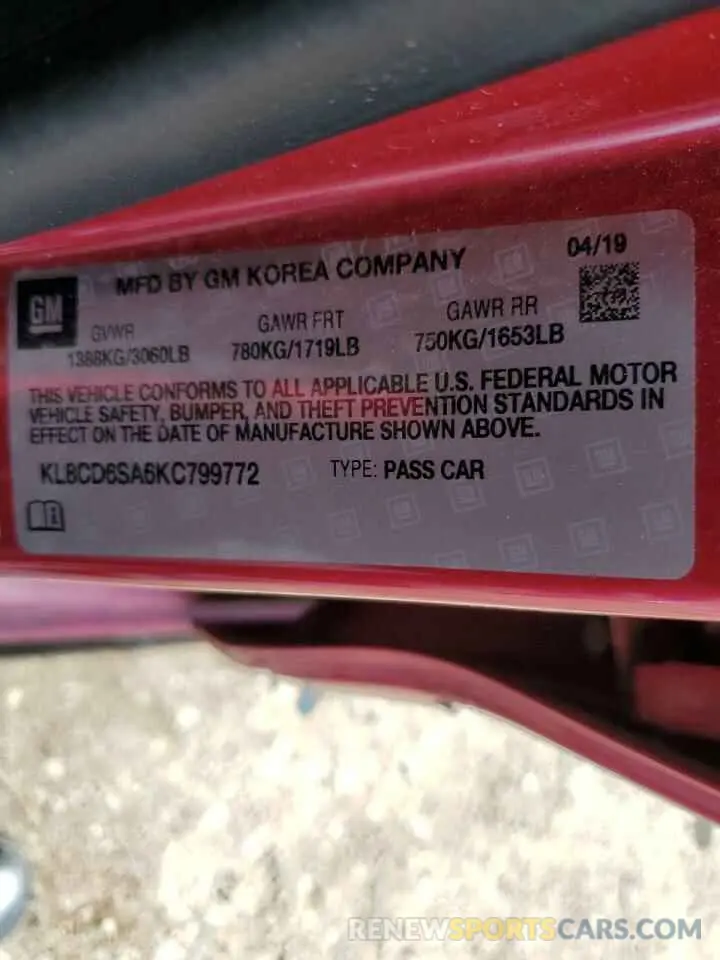 GM
MFD BY GM KOREA COMPANY
04/19
GVWR GAWR FRT GAWR RR
1388KG/3060LB 780KG/1719LB 750KG/1653LB
THIS VEHICLE CONFORMS TO ALL APPLICABLE U.S. FEDERAL MOTOR
VEHICLE SAFETY, BUMPER, AND THEFT PREVENTION STANDARDS IN
EFFECT ON THE DATE OF MANUFACTURE SHOWN ABOVE.
KL8CD6SA6KC799772 TYPE: PASS CAR
RENEWSPORTSCARS.COM